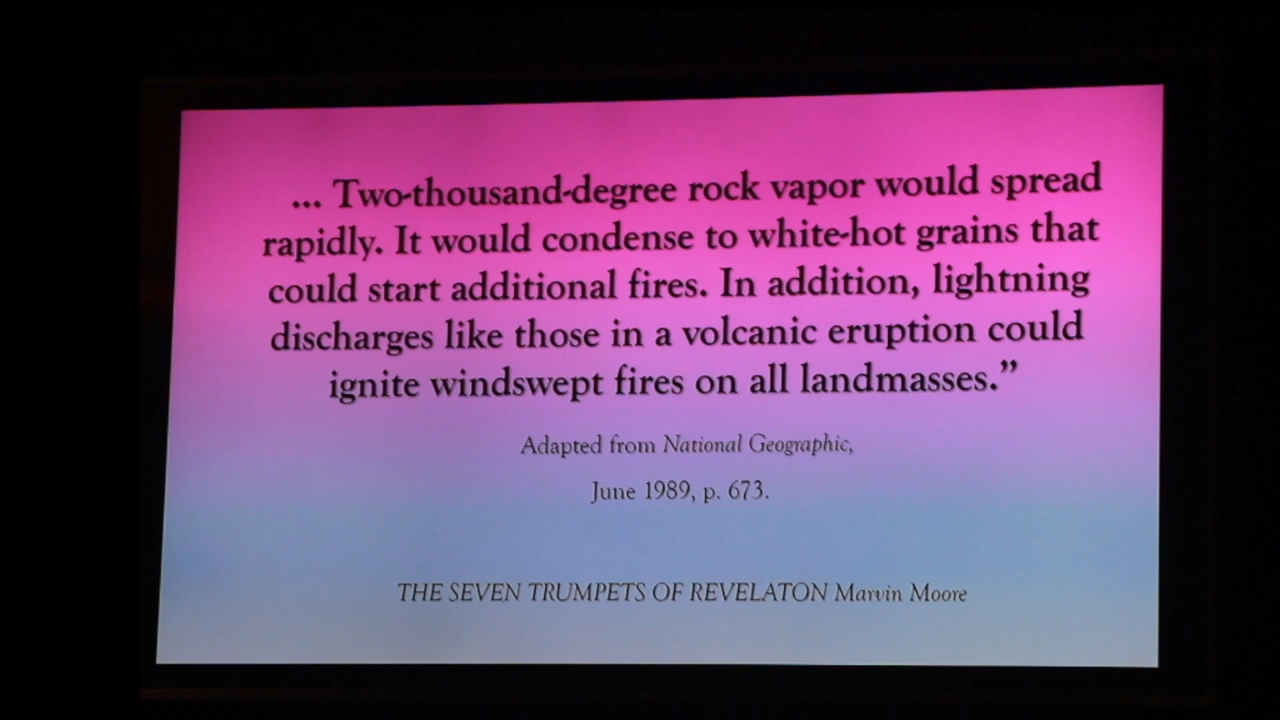 ... Two-thousand-degree rock vapor would spread
rapidly. It would condense to white-hot grains that
could start additional fires. In addition, lightning
discharges like those in a volcanic eruption could
ignite windswept fires on all landmasses.”
Adapted from National Geographic,
June 1989, p. 673.
THE SEVEN TRUMPETS OF REVELATON Marvin Moore